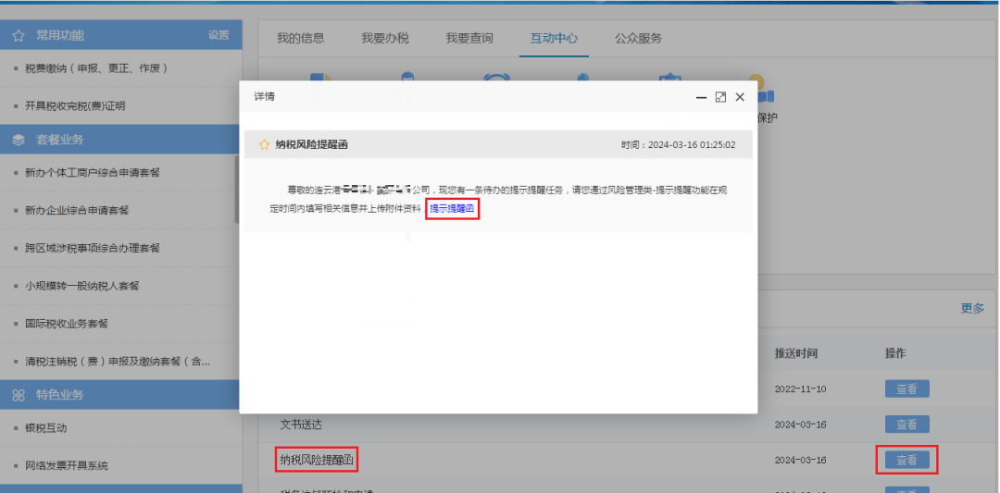 常用功能 设置
税费缴纳（申报、更正、作废）
开具税收完税(费)证明
套餐业务
新办个体工商户综合申请套餐
新办企业综合申请套餐
跨区域涉税事项综合办理套餐
小规模转一般纳税人套餐
国际税收业务套餐
清税注销税（费）申报及缴纳套餐（含...
特色业务
银税互动
网络发票开具系统
我的信息 我要办税 我要查询 互动中心 公众服务
保护
详情
纳税风险提醒函 时间：2024-03-16 01:25:02
尊敬的连云港 公司，现您有一条待办的提示提醒任务，请您通过风险管理类-提示提醒功能在规
定时间内填写相关信息并上传附件资料，提示提醒函
更多
推送时间 操作
2022-11-10 查看
文书送达 2024-03-16 查看
纳税风险提醒函 2024-03-16 查看